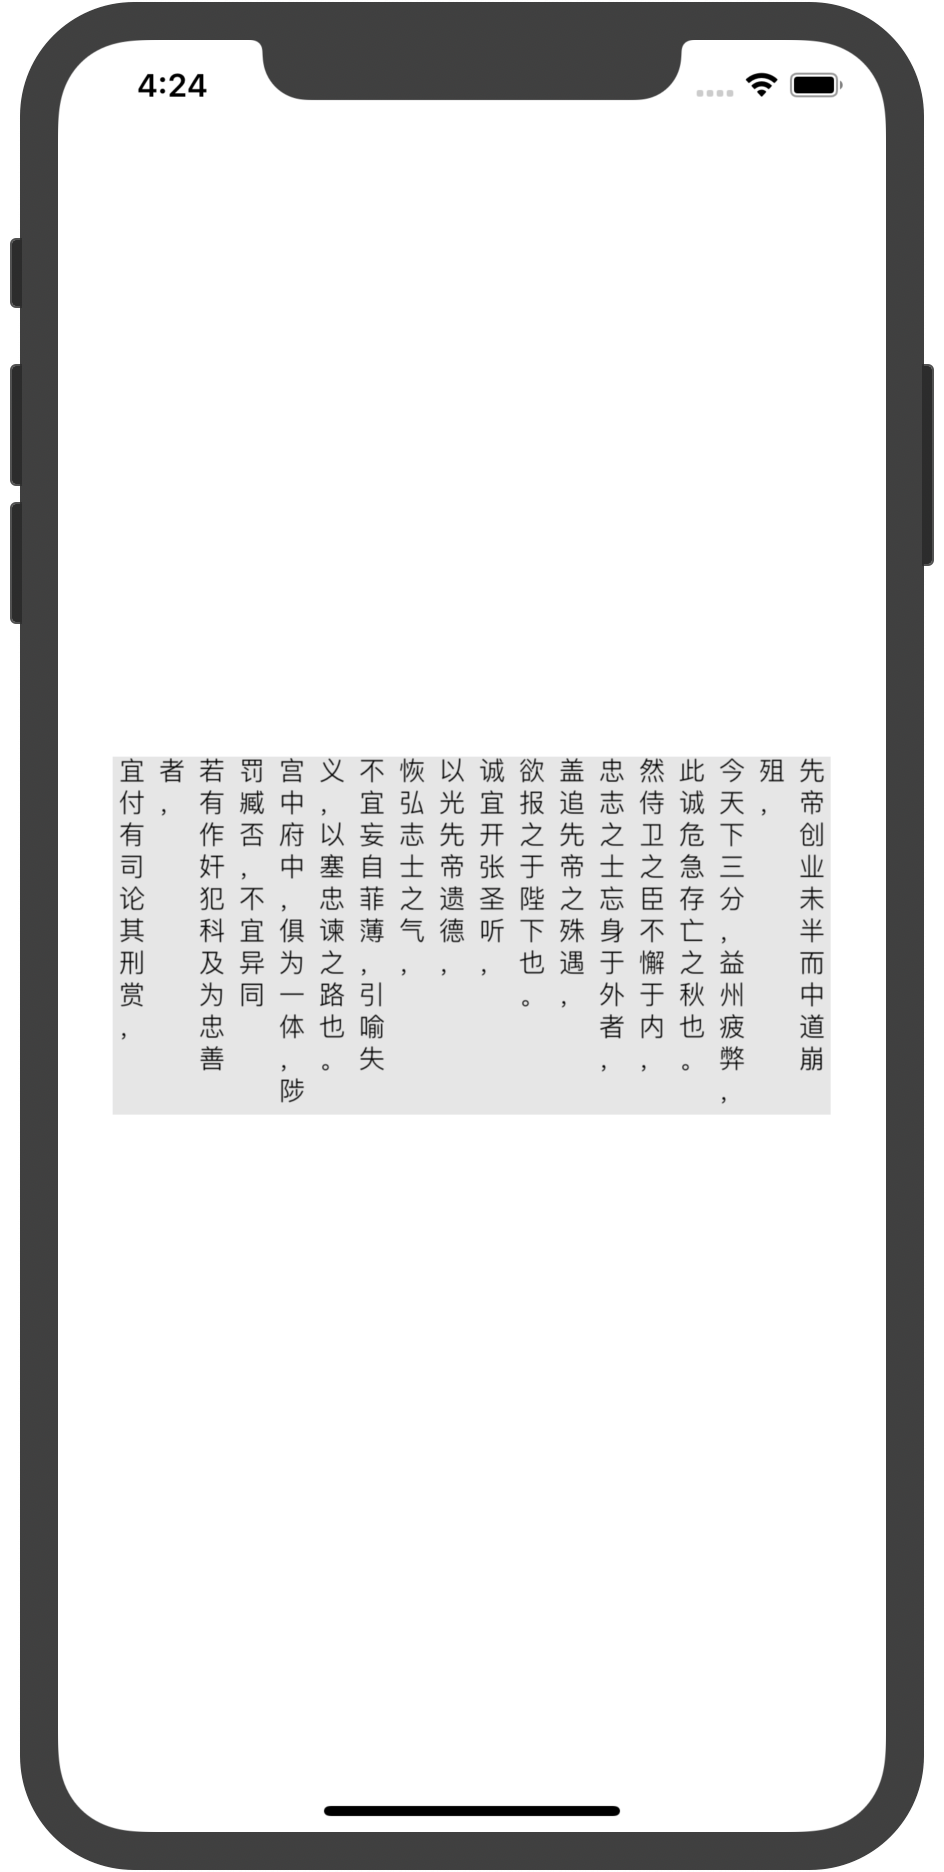 4:24
先帝创业未半而中道崩
殂，
今天下三分，益州疲弊，
此诚危急存亡之秋也。
然侍卫之臣不懈于内，
忠志之士忘身于外者，
盖追先帝之殊遇，
欲报之于陛下也。
诚宜开张圣听，
以光先帝遗德，
恢弘志士之气，
不宜妄自菲薄，引喻失
义，以塞忠谏之路也。
宫中府中，俱为一体，陟
罚臧否，不宜异同
若有作奸犯科及为忠善
者，
宜付有司论其刑赏，